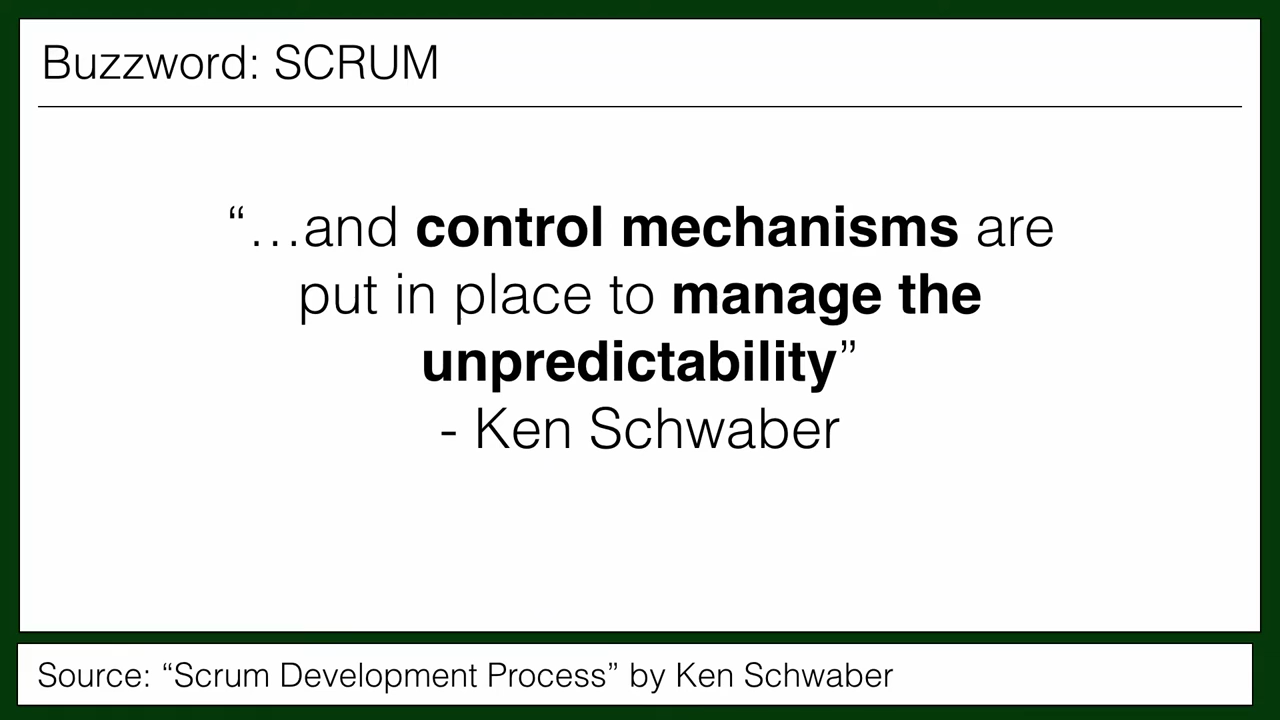 Buzzword: SCRUM
“…and control mechanisms are
put in place to manage the
unpredictability”
- Ken Schwaber
Source: “Scrum Development Process” by Ken Schwaber